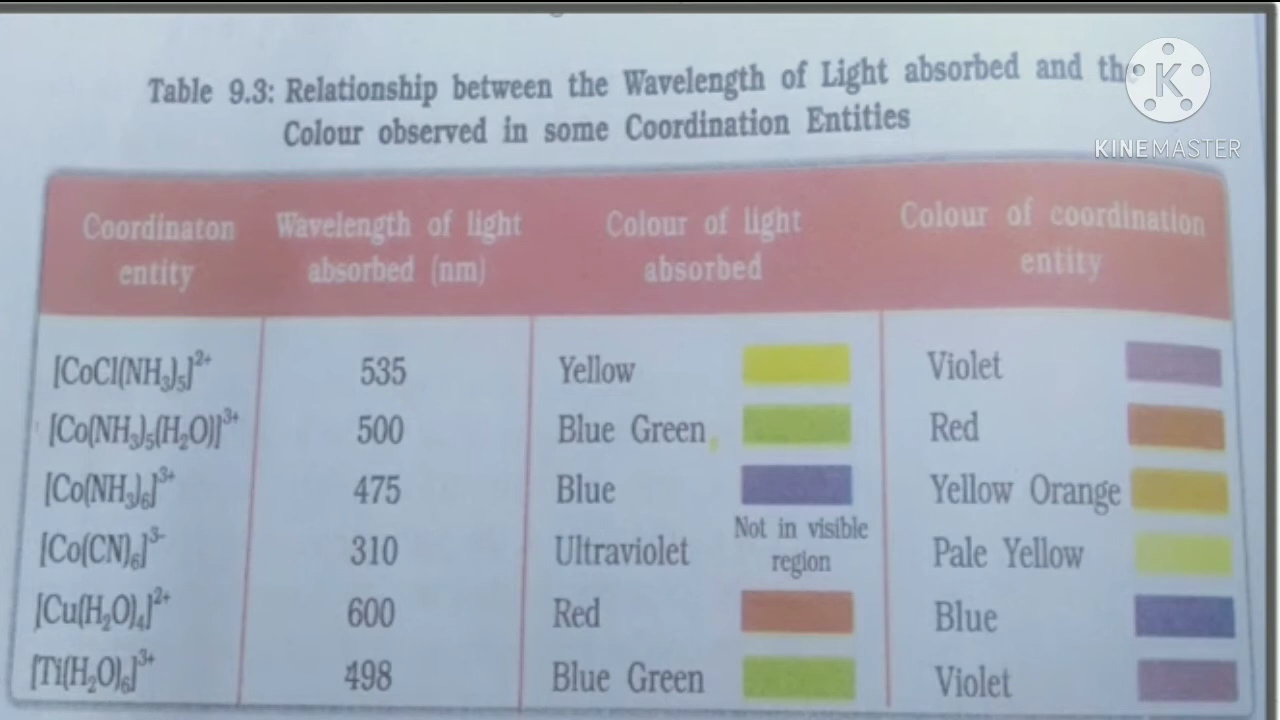 Table 9.3: Relationship between the Wavelength of Light absorbed and the
Colour observed in some Coordination Entities
K
KINEMASTER
Coordinaton entity | Wavelength of light absorbed (nm) | Colour of light absorbed | Colour of coordination entity
[CoCl(NH₃)₅]²⁺ 535 Yellow Violet
[Co(NH₃)₅(H₂O)]³⁺ 500 Blue Green Red
[Co(NH₃)₆]³⁺ 475 Blue Yellow Orange
[Co(CN)₆]³⁻ 310 Ultraviolet Not in visible region Pale Yellow
[Cu(H₂O)₄]²⁺ 600 Red Blue
[Ti(H₂O)₆]³⁺ 498 Blue Green Violet